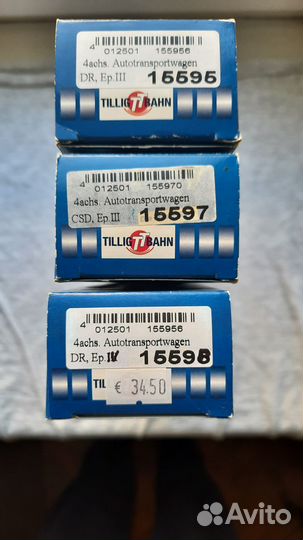 4 012501 155956
4achs. Autotransportwagen
DR, Ep.III 15595
TILLIG TT BAHN
4 012501 155970
4achs. Autotransportwagen
CSD, Ep.III 15597
TILLIG TT BAHN
4 012501 155956
4achs. Autotransportwagen
DR, Ep.IV 15598
TILL
€ 34.50
Avito